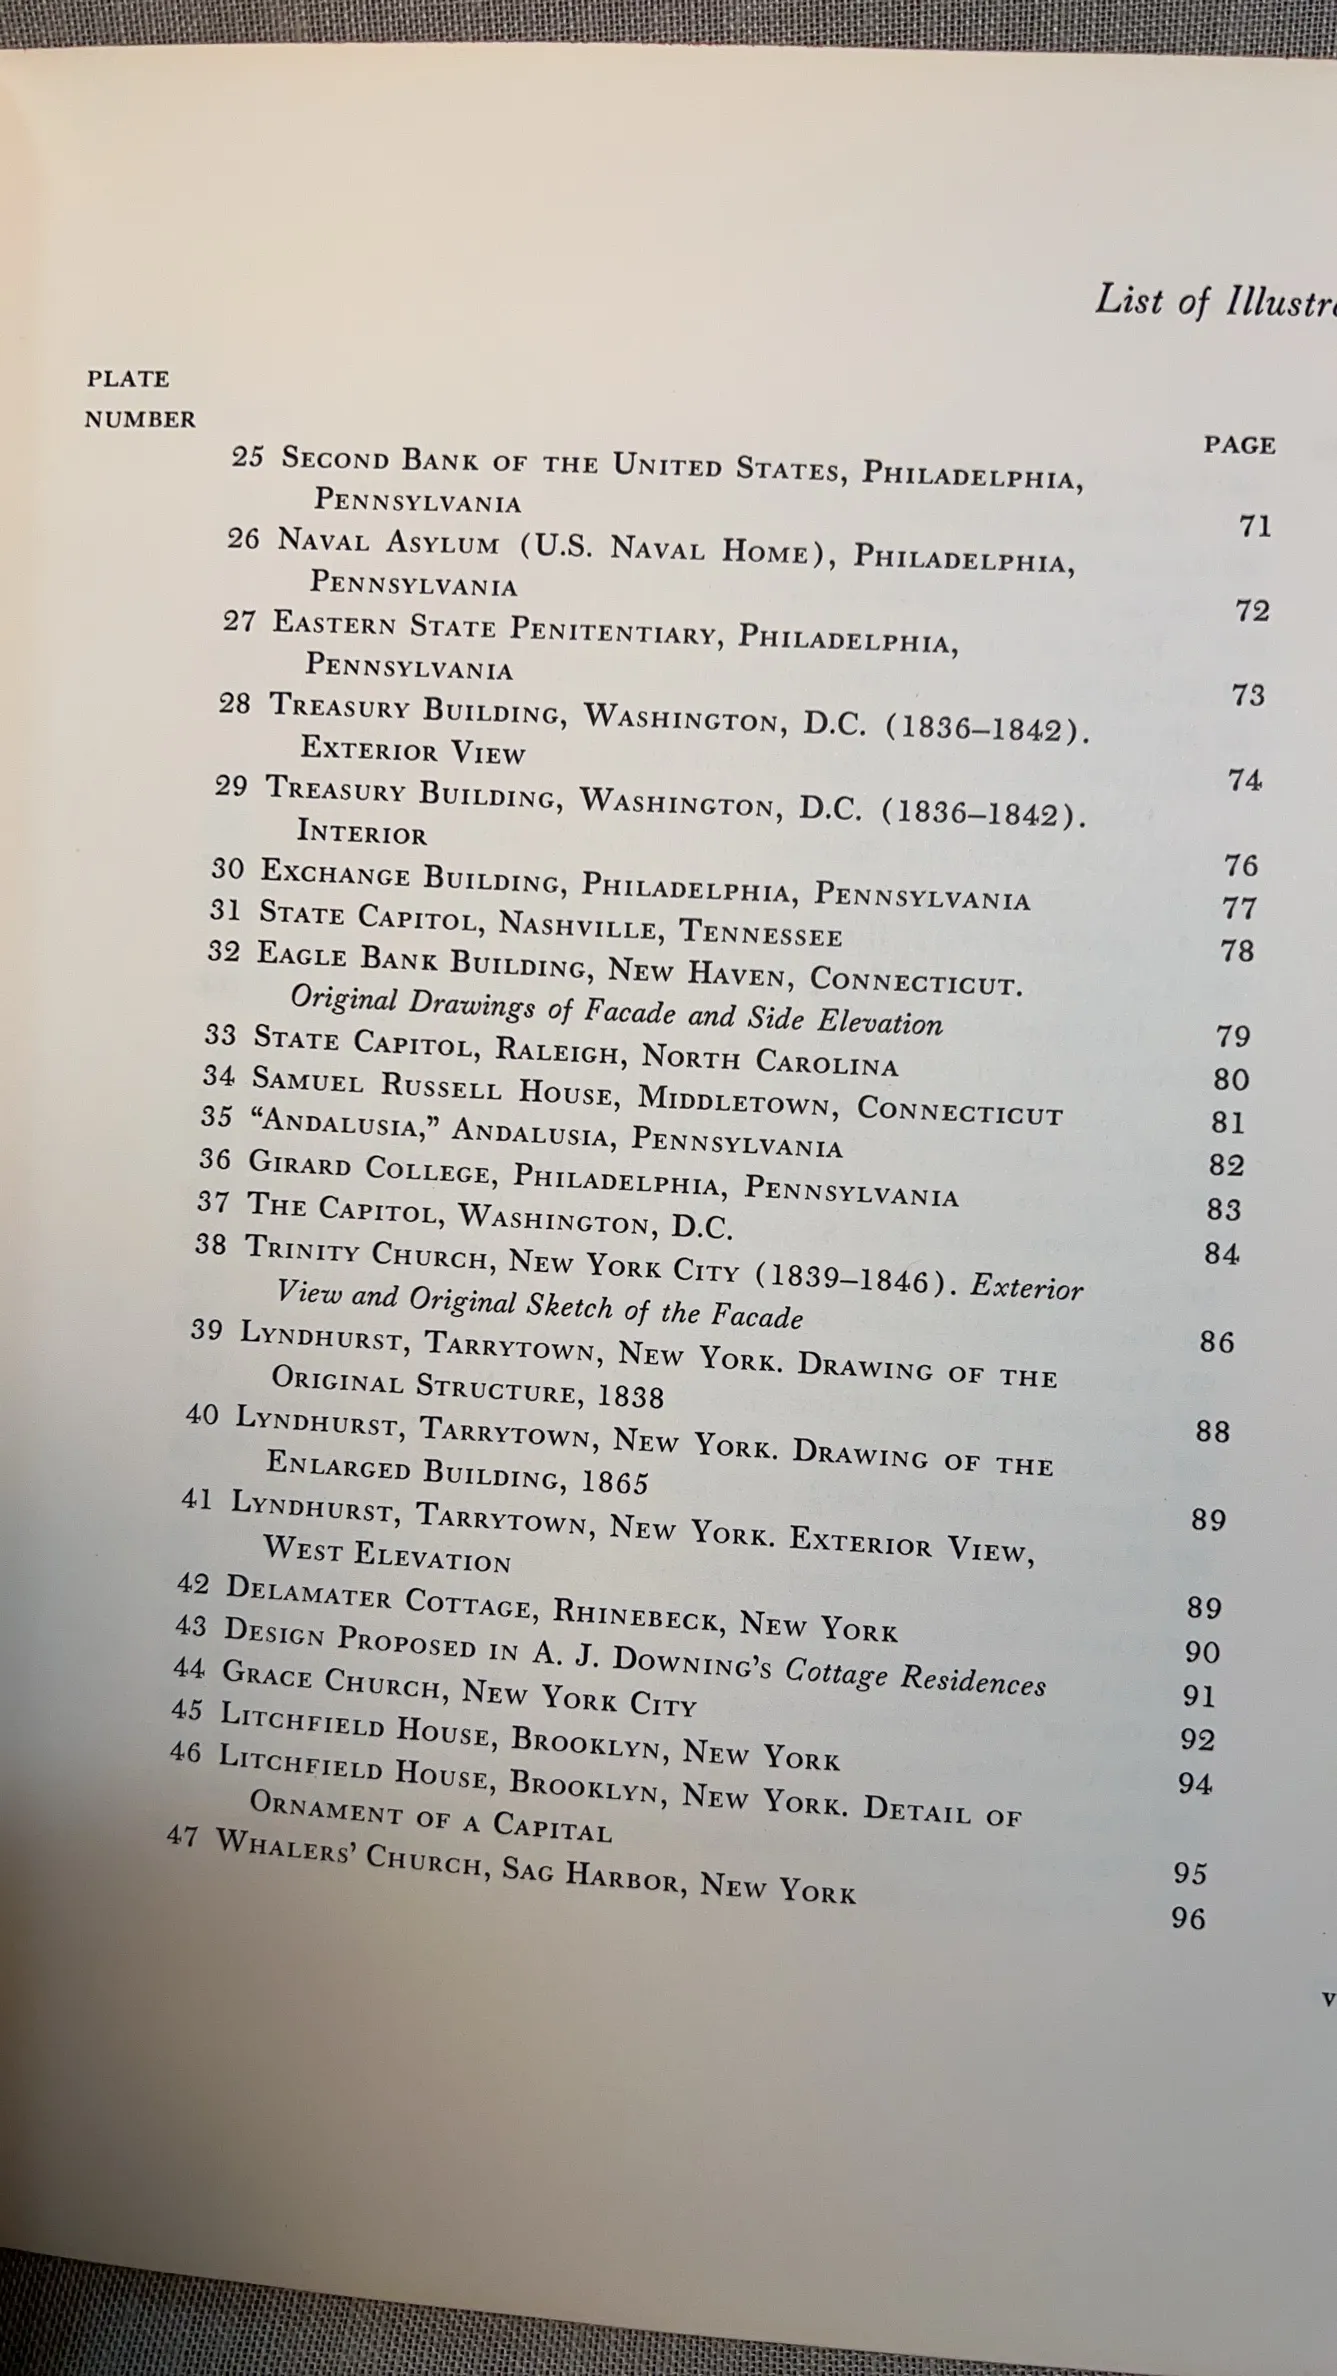 List of Illustra
PLATE
NUMBER
PAGE
25 SECOND BANK OF THE UNITED STATES, PHILADELPHIA,
PENNSYLVANIA 71
26 NAVAL ASYLUM (U.S. NAVAL HOME), PHILADELPHIA,
PENNSYLVANIA 72
27 EASTERN STATE PENITENTIARY, PHILADELPHIA,
PENNSYLVANIA 73
28 TREASURY BUILDING, WASHINGTON, D.C. (1836–1842).
EXTERIOR VIEW 74
29 TREASURY BUILDING, WASHINGTON, D.C. (1836–1842).
INTERIOR 76
30 EXCHANGE BUILDING, PHILADELPHIA, PENNSYLVANIA 77
31 STATE CAPITOL, NASHVILLE, TENNESSEE 78
32 EAGLE BANK BUILDING, NEW HAVEN, CONNECTICUT.
Original Drawings of Facade and Side Elevation 79
33 STATE CAPITOL, RALEIGH, NORTH CAROLINA 80
34 SAMUEL RUSSELL HOUSE, MIDDLETOWN, CONNECTICUT 81
35 “ANDALUSIA,” ANDALUSIA, PENNSYLVANIA 82
36 GIRARD COLLEGE, PHILADELPHIA, PENNSYLVANIA 83
37 THE CAPITOL, WASHINGTON, D.C. 84
38 TRINITY CHURCH, NEW YORK CITY (1839–1846). Exterior
View and Original Sketch of the Facade 86
39 LYNDHURST, TARRYTOWN, NEW YORK. DRAWING OF THE
ORIGINAL STRUCTURE, 1838 88
40 LYNDHURST, TARRYTOWN, NEW YORK. DRAWING OF THE
ENLARGED BUILDING, 1865 89
41 LYNDHURST, TARRYTOWN, NEW YORK. EXTERIOR VIEW,
WEST ELEVATION 89
42 DELAMATER COTTAGE, RHINEBECK, NEW YORK 90
43 DESIGN PROPOSED IN A. J. DOWNING’S Cottage Residences 91
44 GRACE CHURCH, NEW YORK CITY 92
45 LITCHFIELD HOUSE, BROOKLYN, NEW YORK 94
46 LITCHFIELD HOUSE, BROOKLYN, NEW YORK. DETAIL OF
ORNAMENT OF A CAPITAL 95
47 WHALERS’ CHURCH, SAG HARBOR, NEW YORK 96
v